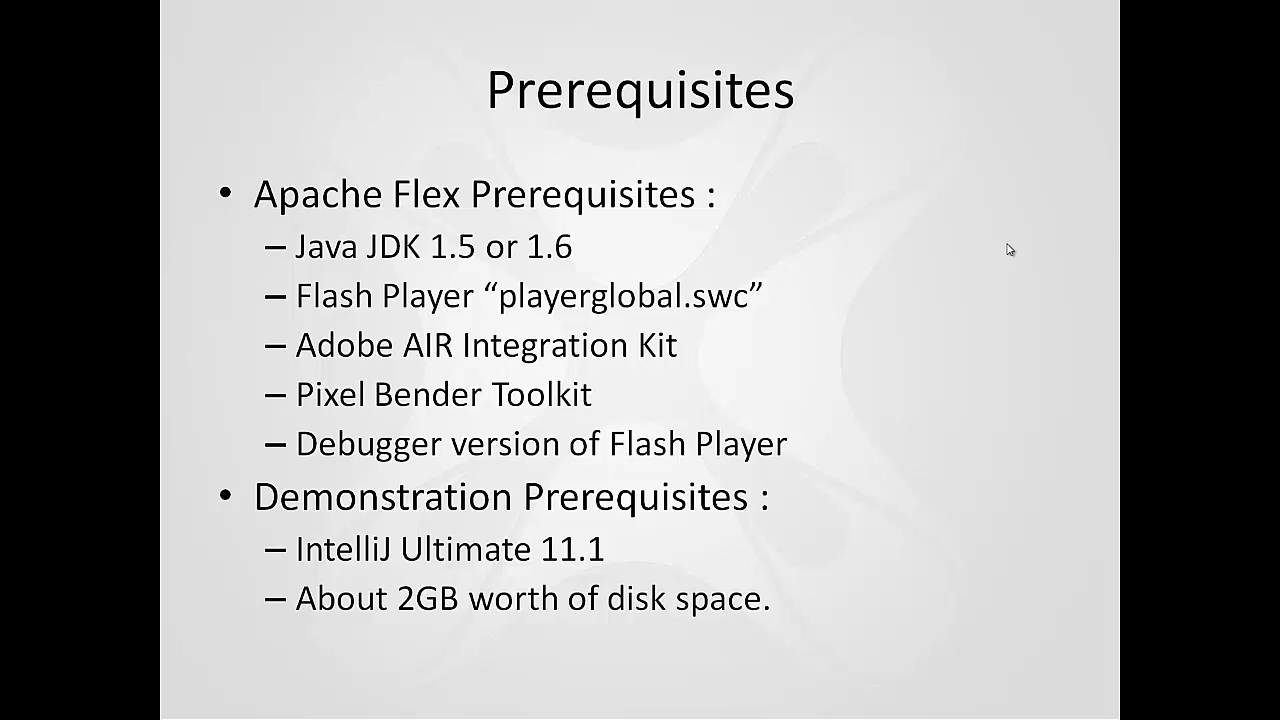 Prerequisites
• Apache Flex Prerequisites :
– Java JDK 1.5 or 1.6
– Flash Player “playerglobal.swc”
– Adobe AIR Integration Kit
– Pixel Bender Toolkit
– Debugger version of Flash Player
• Demonstration Prerequisites :
– IntelliJ Ultimate 11.1
– About 2GB worth of disk space.